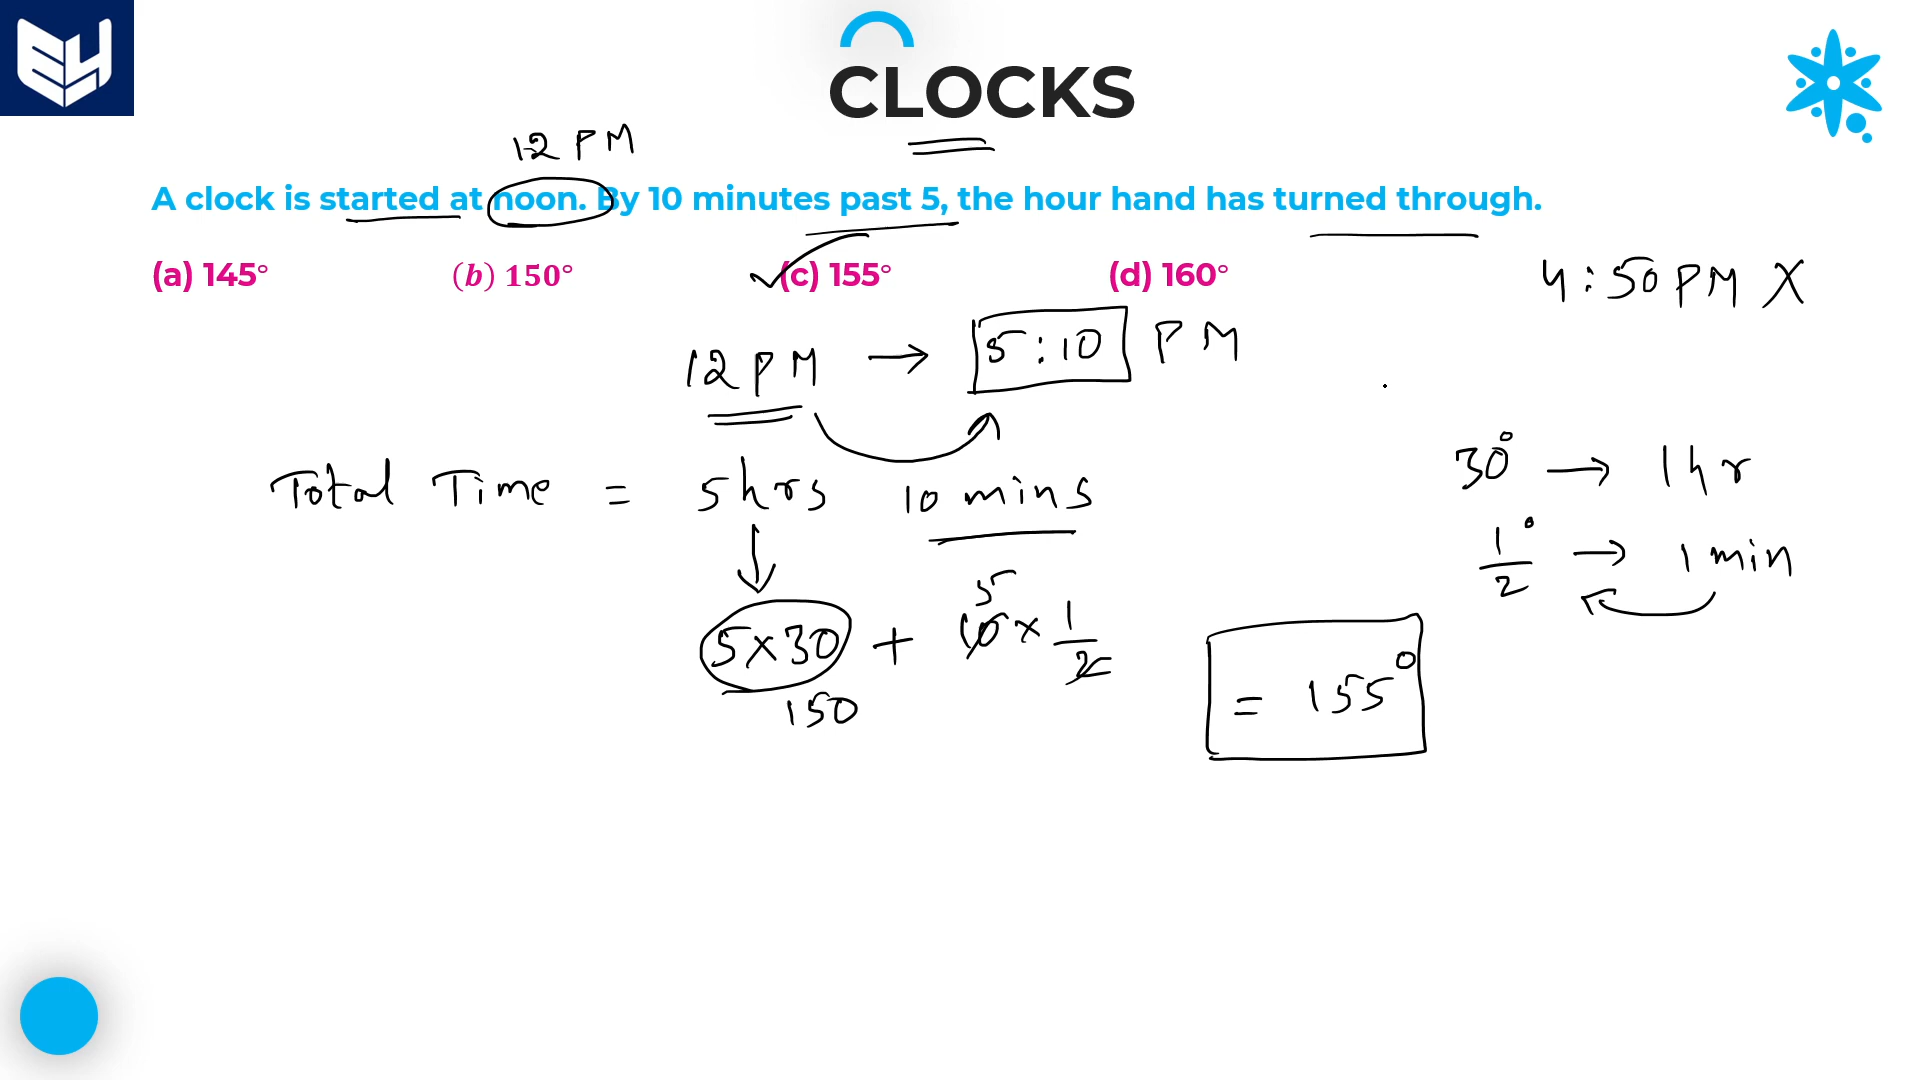 EY
CLOCKS
12 PM
A clock is started at noon. By 10 minutes past 5, the hour hand has turned through.
(a) 145° (b) 150° (c) 155° (d) 160°
4:50 PM X
12 PM → 5:10 PM
Total Time = 5 hrs 10 mins
30° → 1 hr
1/2° → 1 min
5
5×30 + 10 × 1/2
150
= 155°